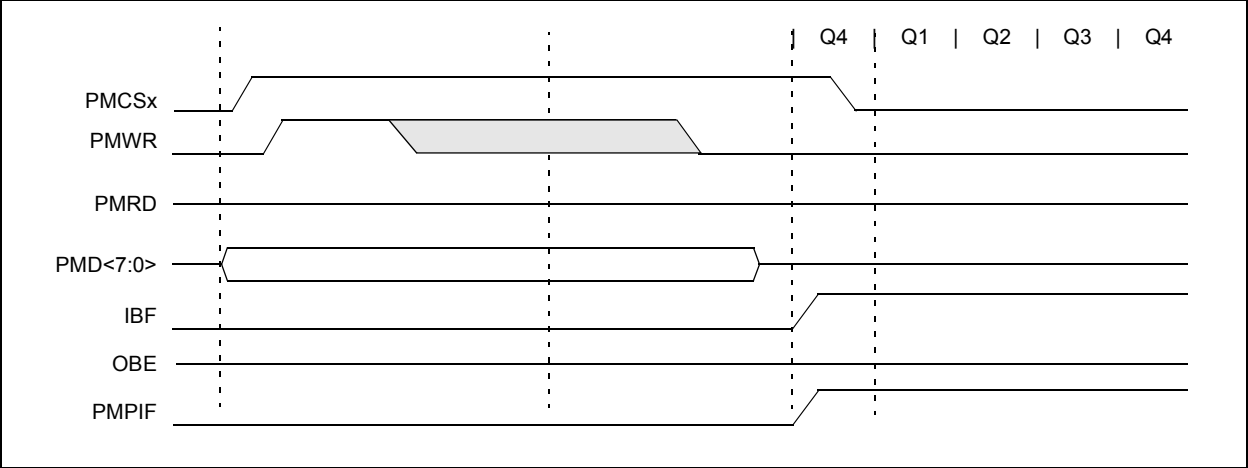 | Q4 | Q1 | Q2 | Q3 | Q4
PMCSx
PMWR
PMRD
PMD<7:0>
IBF
OBE
PMPIF